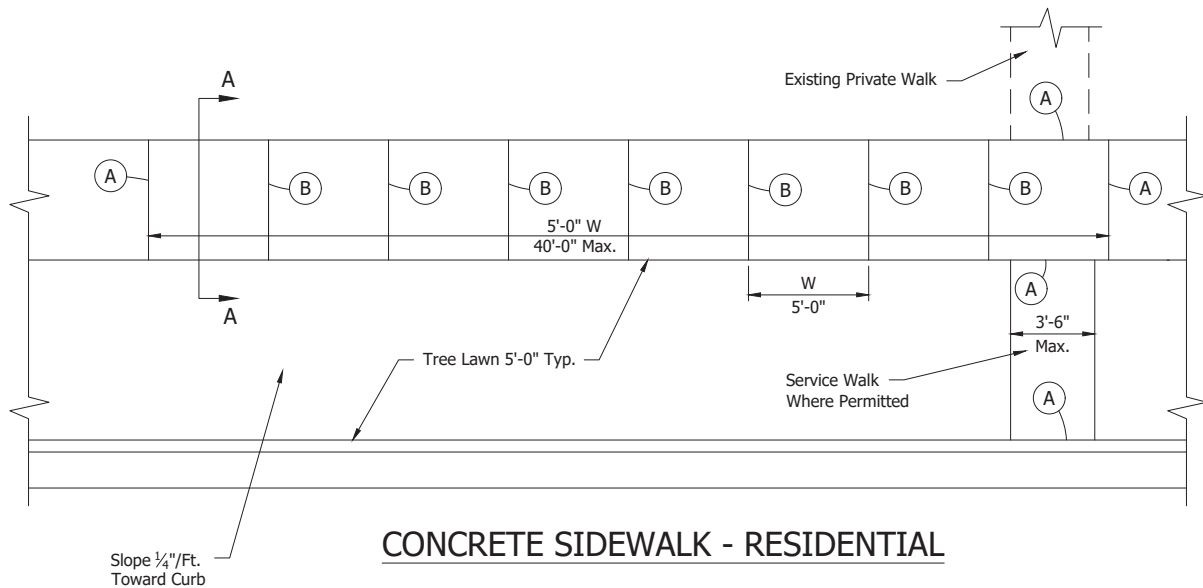 A
Existing Private Walk
A
A
B
B
B
B
B
B
B
A
5'-0" W
40'-0" Max.
A
W
5'-0"
A
3'-6"
Max.
Tree Lawn 5'-0" Typ.
Service Walk
Where Permitted
A
CONCRETE SIDEWALK - RESIDENTIAL
Slope ¼"/Ft.
Toward Curb